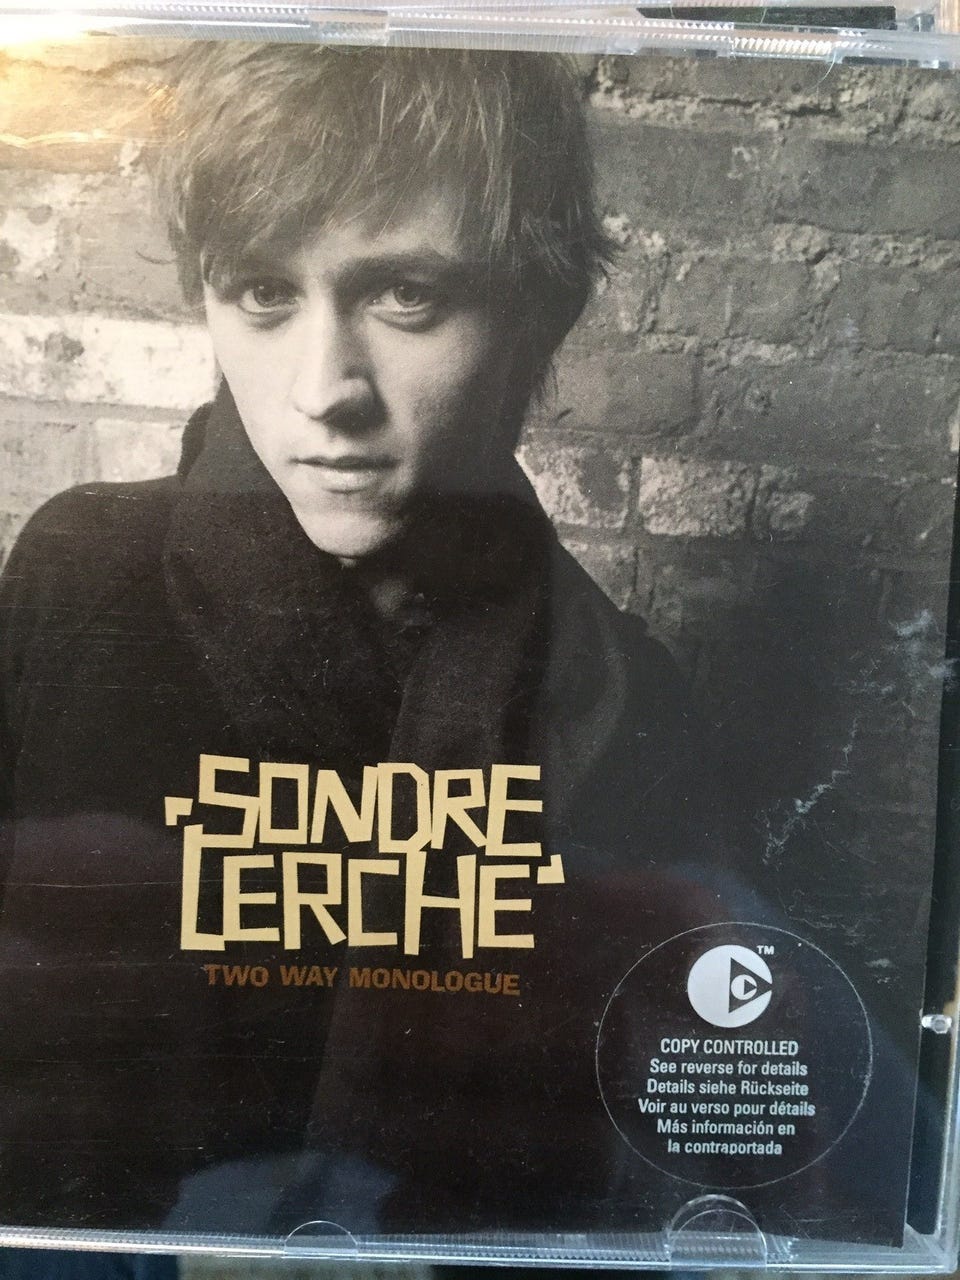 SONDRE
LERCHE
TWO WAY MONOLOGUE
TM
COPY CONTROLLED
See reverse for details
Details siehe Rückseite
Voir au verso pour détails
Más información en
la contraportada